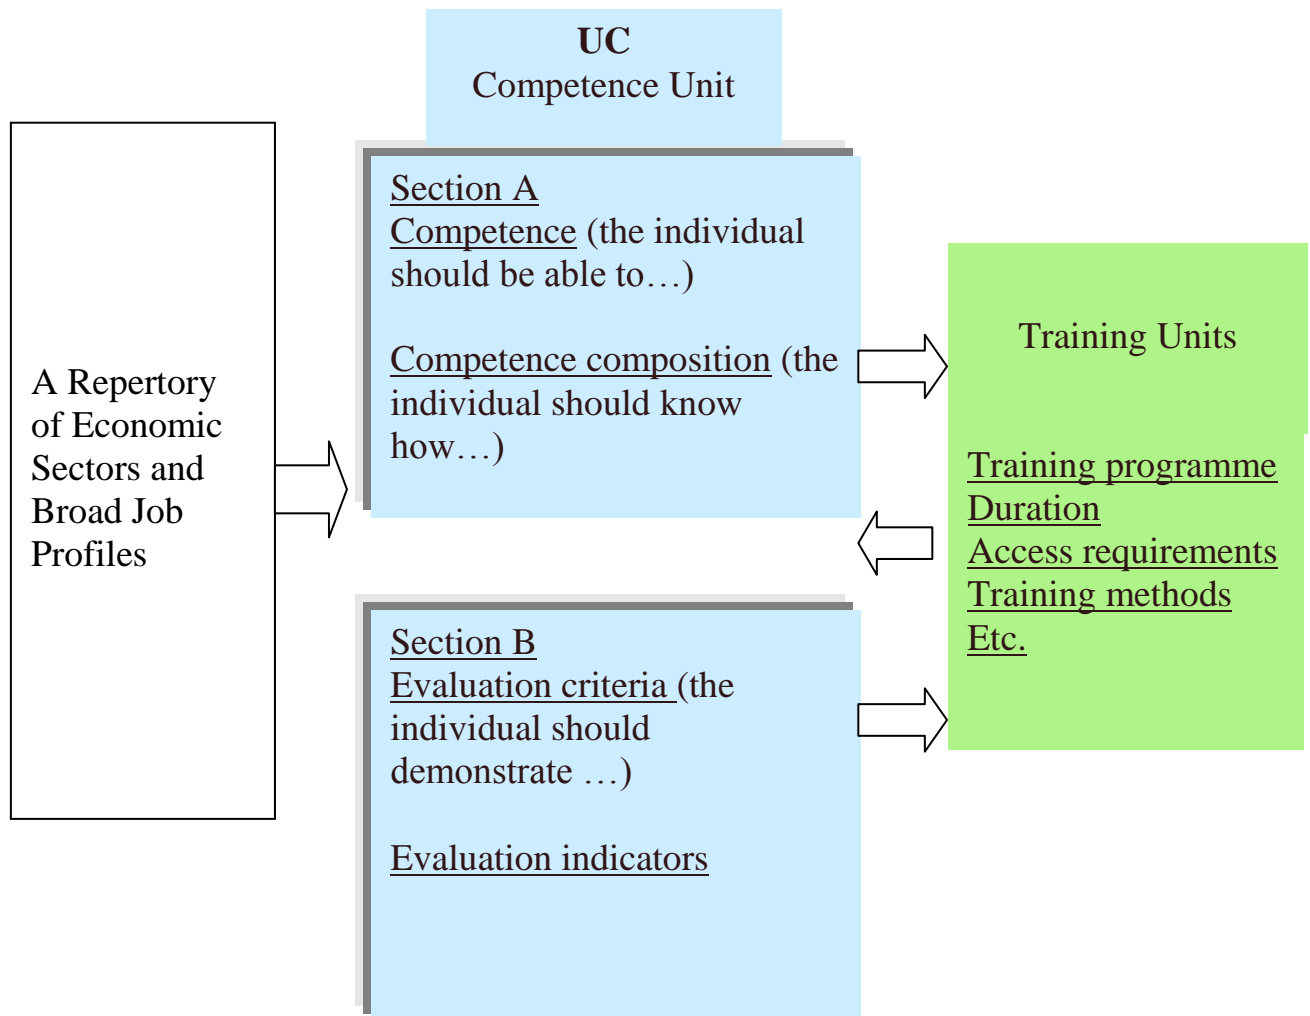 UC
Competence Unit
A Repertory
of Economic
Sectors and
Broad Job
Profiles
Section A
Competence (the individual
should be able to…)
Competence composition (the
individual should know
how…)
Section B
Evaluation criteria (the
individual should
demonstrate …)
Evaluation indicators
Training Units
Training programme
Duration
Access requirements
Training methods
Etc.